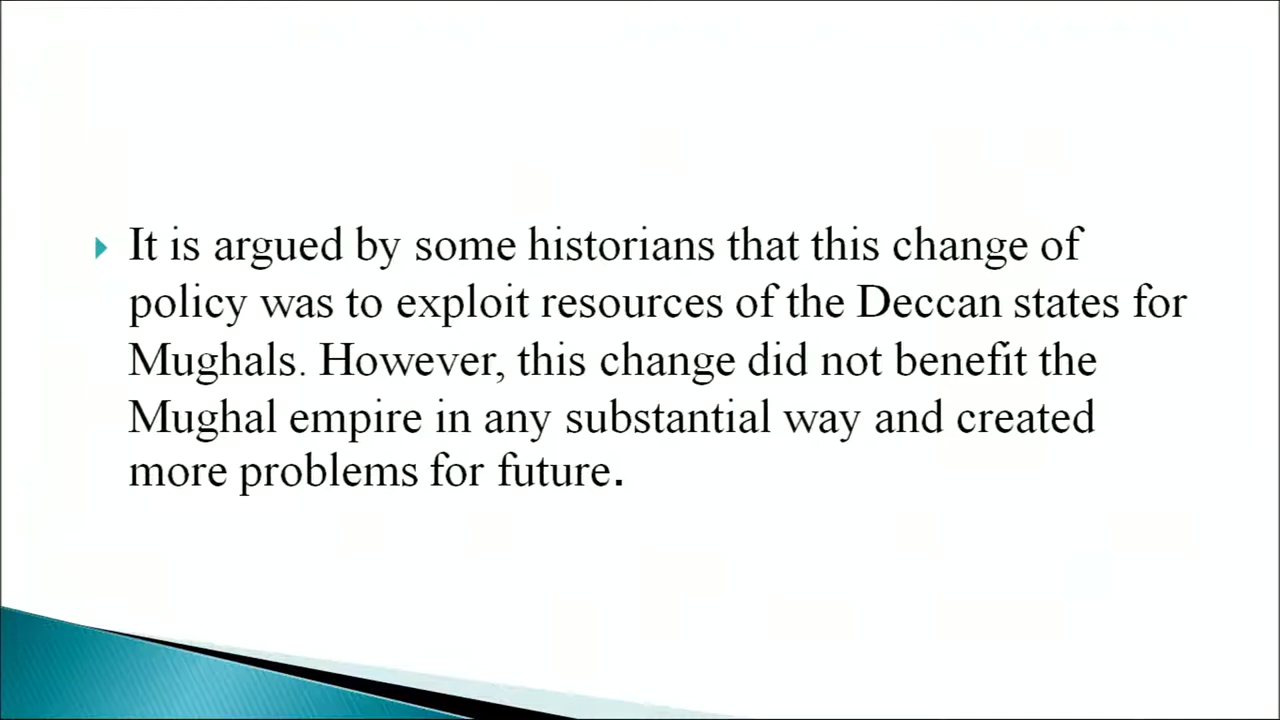 It is argued by some historians that this change of
policy was to exploit resources of the Deccan states for
Mughals. However, this change did not benefit the
Mughal empire in any substantial way and created
more problems for future.